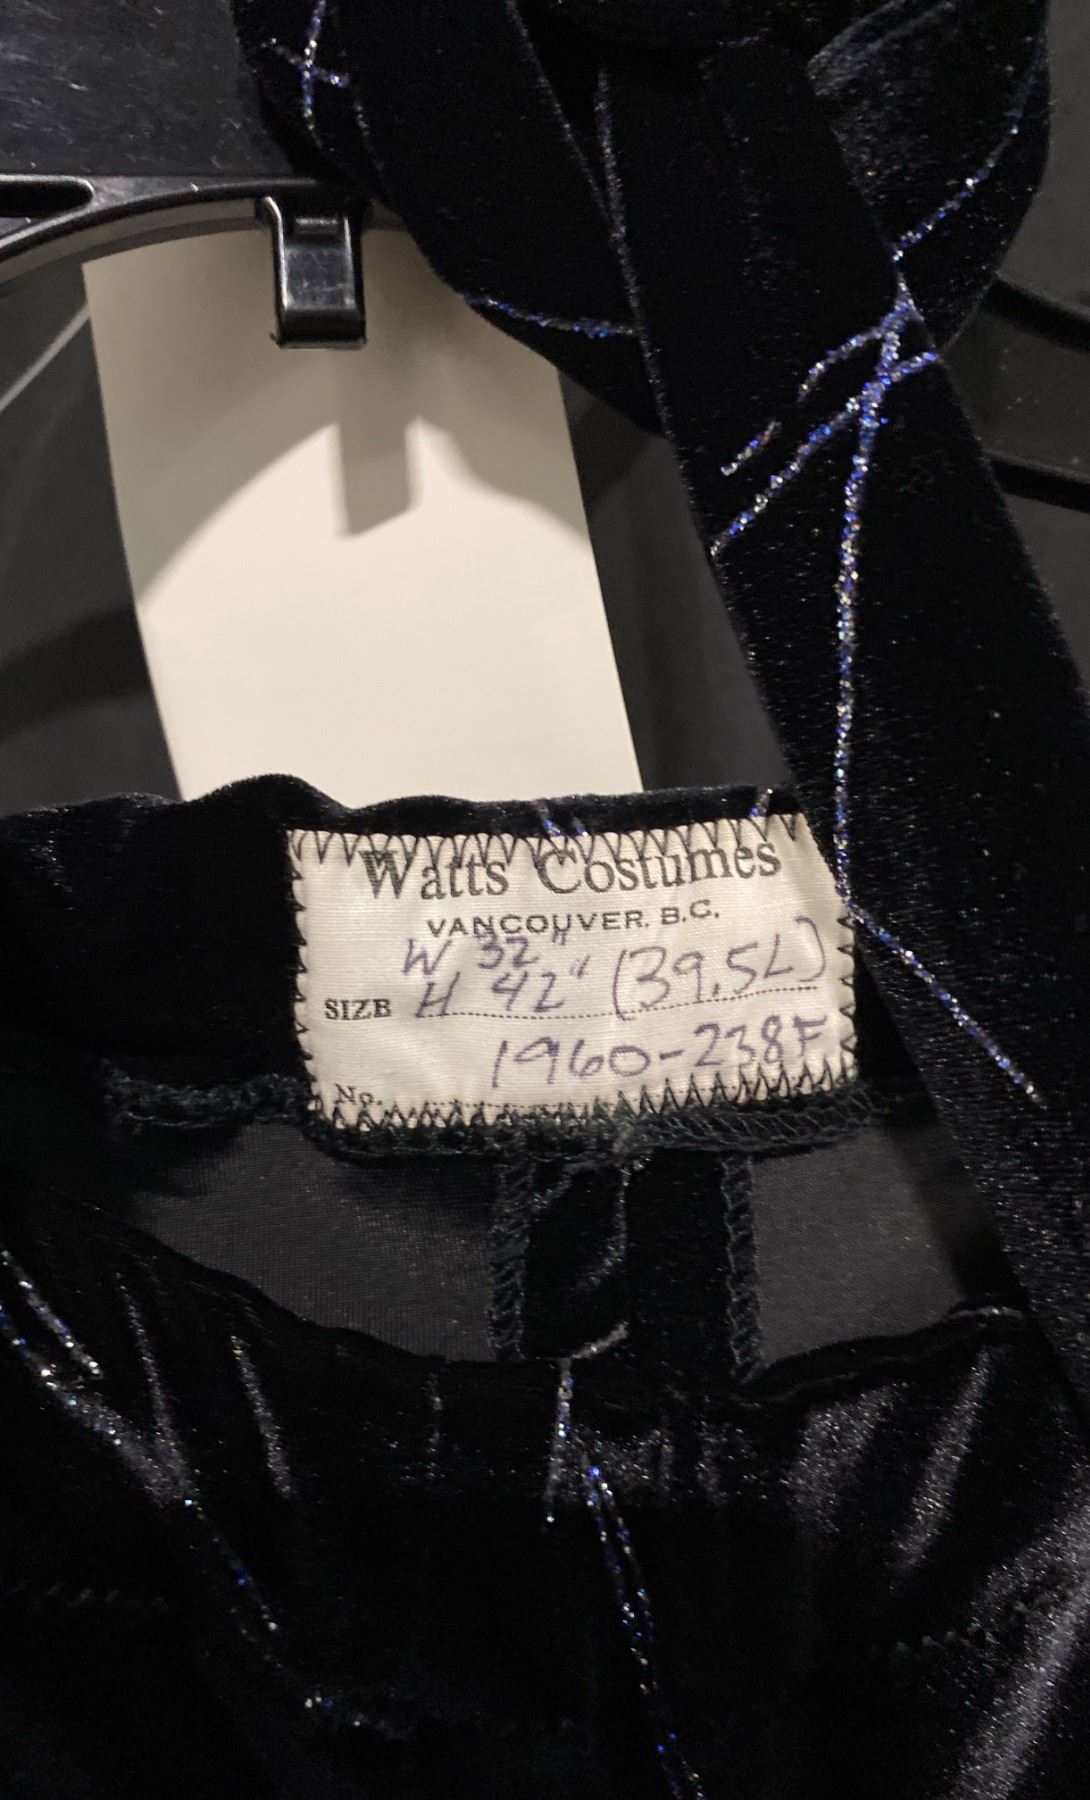 Watts Costumes
VANCOUVER, B.C.
W 32"
SIZE H 42" (39.5L)
1960-238F
No.